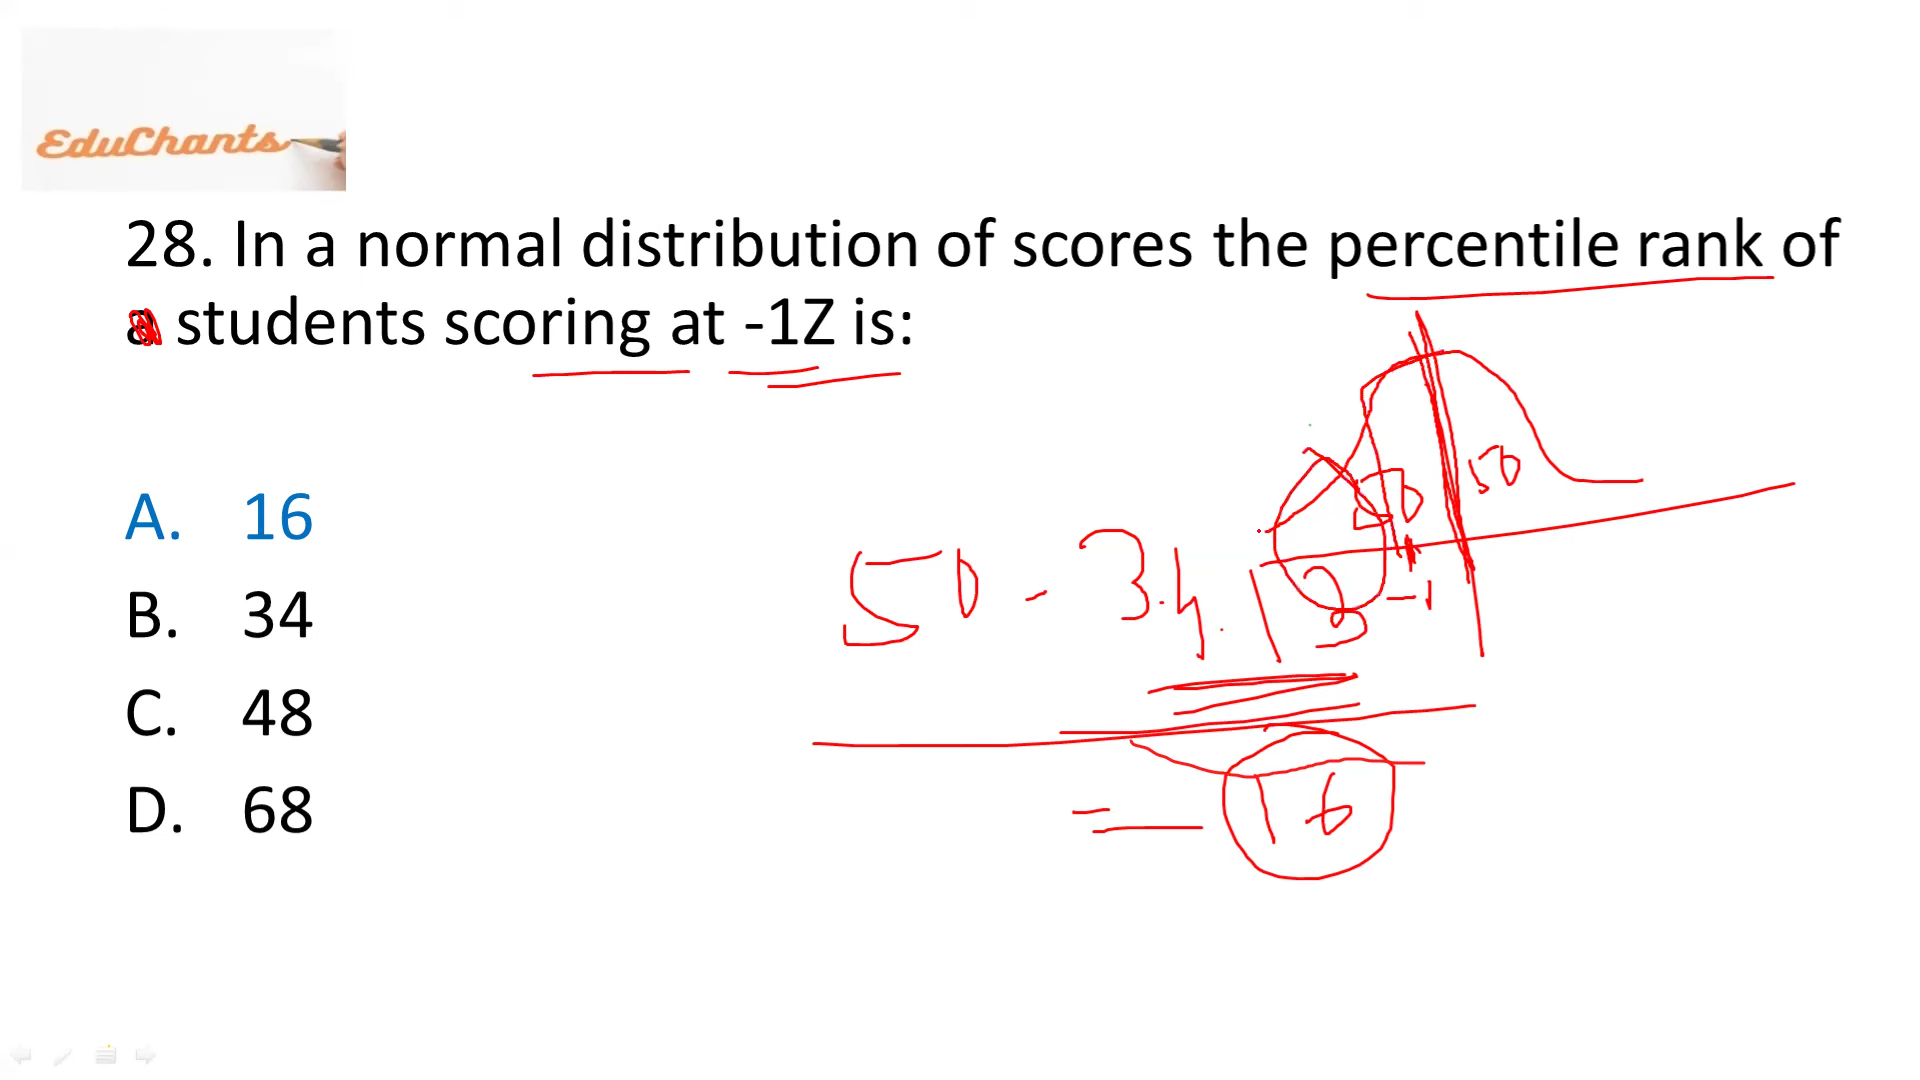 EduChants
28. In a normal distribution of scores the percentile rank of
a students scoring at -1Z is:
A. 16
B. 34
C. 48
D. 68
50
50 - 34
-1
= 16